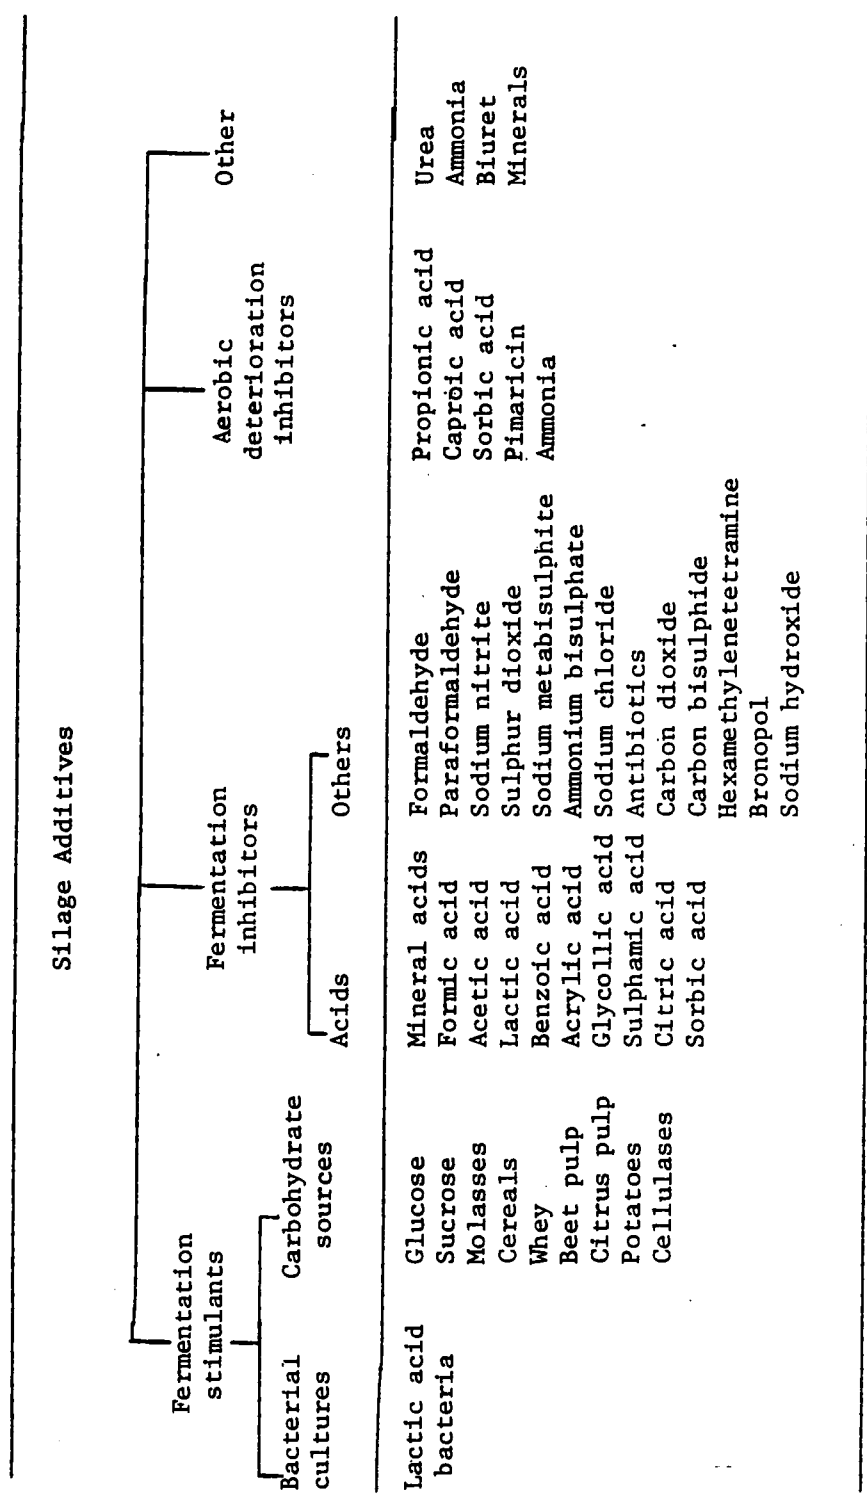 Silage Additives
Fermentation
stimulants
Fermentation
inhibitors
Aerobic
deterioration
inhibitors
Other
Bacterial
cultures
Carbohydrate
sources
Acids
Others
Lactic acid
bacteria
Glucose
Sucrose
Molasses
Cereals
Whey
Beet pulp
Citrus pulp
Potatoes
Cellulases
Mineral acids
Formic acid
Acetic acid
Lactic acid
Benzoic acid
Acrylic acid
Glycollic acid
Sulphamic acid
Citric acid
Sorbic acid
Formaldehyde
Paraformaldehyde
Sodium nitrite
Sulphur dioxide
Sodium metabisulphite
Ammonium bisulphate
Sodium chloride
Antibiotics
Carbon dioxide
Carbon bisulphide
Hexamethylenetetramine
Bronopol
Sodium hydroxide
Propionic acid
Caproic acid
Sorbic acid
Pimaricin
Ammonia
Urea
Ammonia
Biuret
Minerals